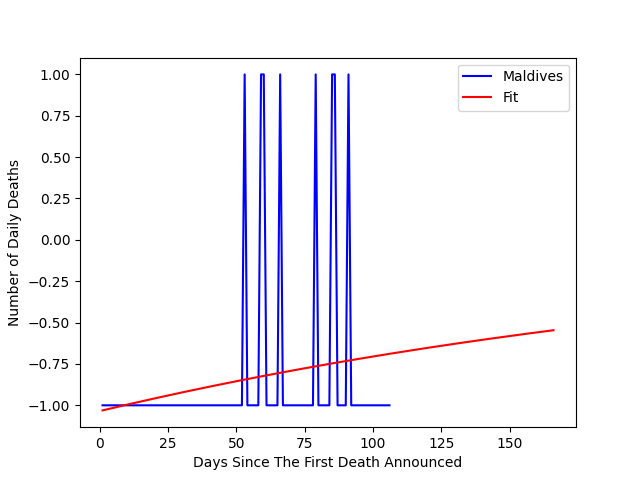 Maldives
Fit
1.00
0.75
0.50
0.25
0.00
−0.25
−0.50
−0.75
−1.00
Number of Daily Deaths
0 25 50 75 100 125 150
Days Since The First Death Announced